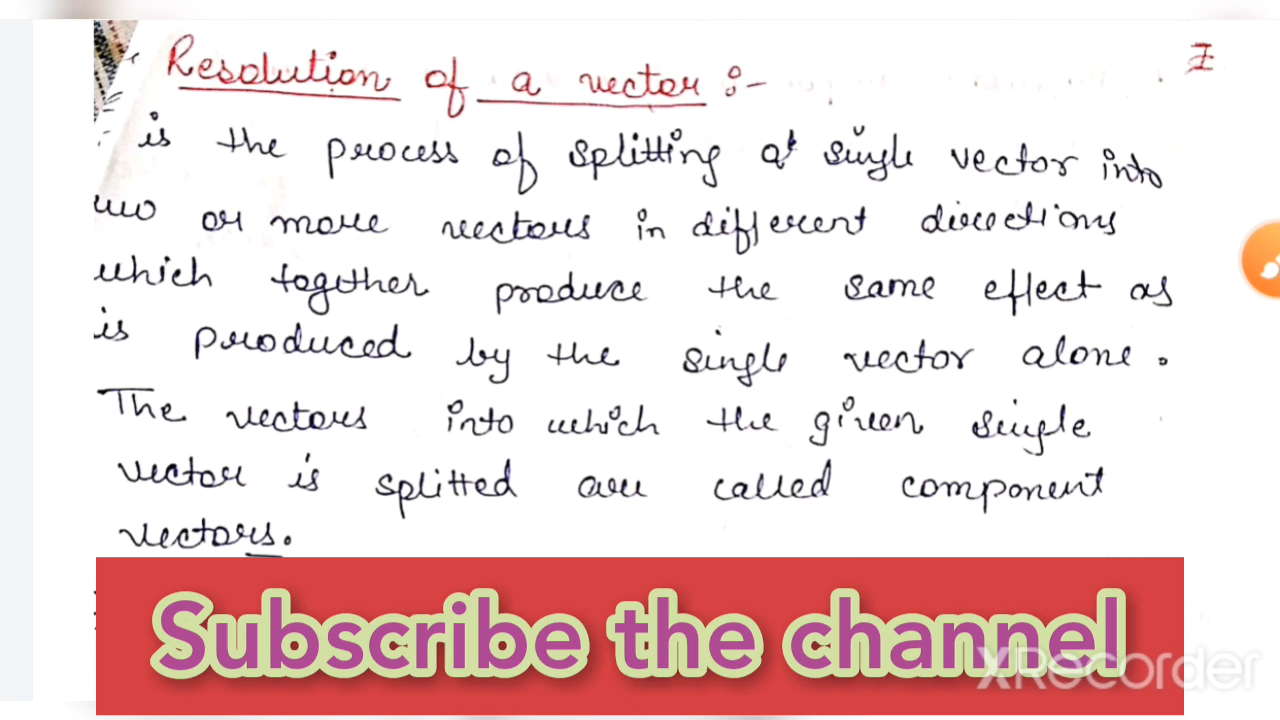 Resolution of a vector :-
I
is the process of splitting a single vector into
two or more vectors in different directions
which together produce the same effect as
is produced by the single vector alone.
The vectors into which the given single
vector is splitted are called component
vectors.
Subscribe the channel
XRecorder